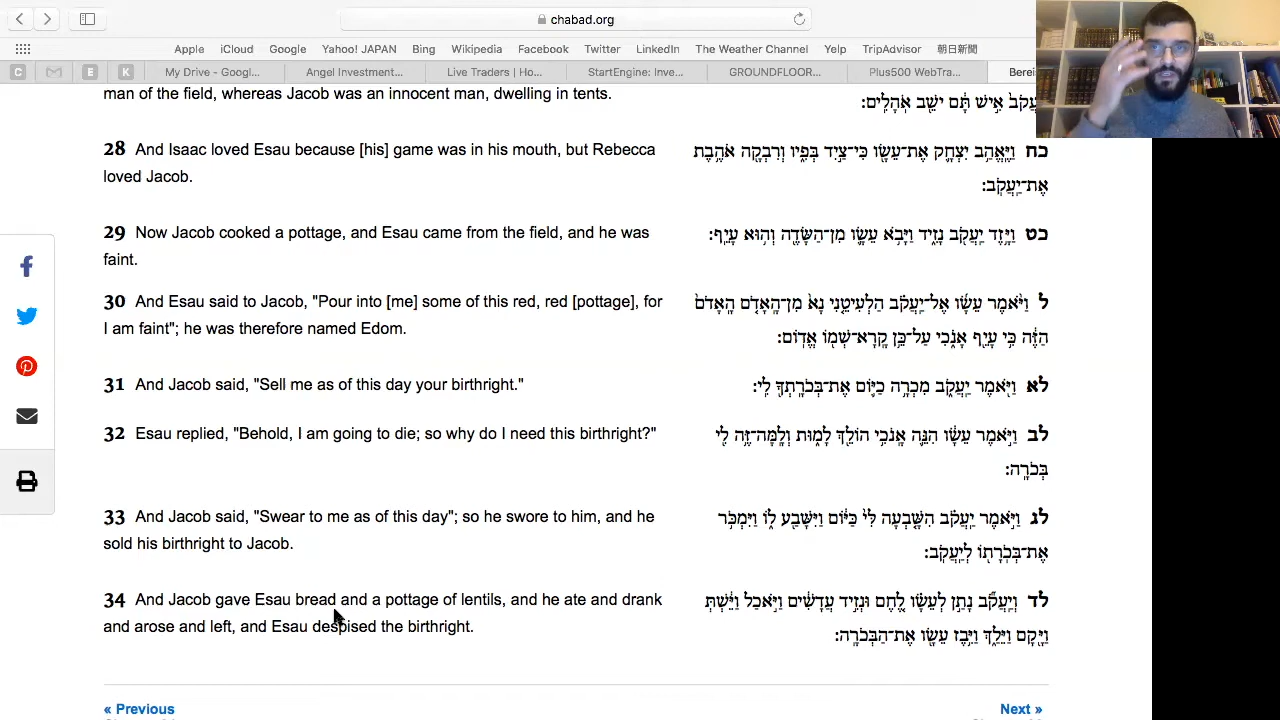 chabad.org
Apple iCloud Google Yahoo! JAPAN Bing Wikipedia Facebook Twitter LinkedIn The Weather Channel Yelp TripAdvisor 朝日新聞
C E K My Drive - Googl... Angel Investment... Live Traders | Ho... StartEngine: Inve... GROUNDFLOOR... Plus500 WebTra... Berei
man of the field, whereas Jacob was an innocent man, dwelling in tents.
יַעֲקֹב אִ֣ישׁ תָּ֔ם ישֵׁ֖ב אֹֽהָלִֽים:
28 And Isaac loved Esau because [his] game was in his mouth, but Rebecca
loved Jacob.
כח וַיֶּֽאֱהַ֥ב יִצְחָ֛ק אֶת־עֵשָׂ֖ו כִּי־צַ֣יִד בְּפִ֑יו וְרִבְקָ֖ה אֹהֶ֥בֶת
אֶת־יַֽעֲקֹֽב:
29 Now Jacob cooked a pottage, and Esau came from the field, and he was
faint.
כט וַיָּ֥זֶד יַֽעֲקֹ֖ב נָזִ֑יד וַיָּבֹ֥א עֵשָׂ֛ו מִן־הַשָּׂדֶ֖ה וְה֥וּא עָיֵֽף:
30 And Esau said to Jacob, "Pour into [me] some of this red, red [pottage], for
I am faint"; he was therefore named Edom.
ל וַיֹּ֨אמֶר עֵשָׂ֜ו אֶל־יַֽעֲקֹ֗ב הַלְעִיטֵ֤נִי נָא֙ מִן־הָֽאָדֹ֤ם הָֽאָדֹם֙
הַזֶּ֔ה כִּ֥י עָיֵ֖ף אָנֹ֑כִי עַל־כֵּ֥ן קָרָֽא־שְׁמ֖וֹ אֱדֽוֹם:
31 And Jacob said, "Sell me as of this day your birthright."
לא וַיֹּ֖אמֶר יַֽעֲקֹ֑ב מִכְרָ֥ה כַיּ֛וֹם אֶת־בְּכֹֽרָתְךָ֖ לִֽי:
32 Esau replied, "Behold, I am going to die; so why do I need this birthright?"
לב וַיֹּ֣אמֶר עֵשָׂ֔ו הִנֵּ֛ה אָֽנֹכִ֥י הוֹלֵ֖ךְ לָמ֑וּת וְלָמָּה־זֶּ֥ה לִ֖י
בְּכֹרָֽה:
33 And Jacob said, "Swear to me as of this day"; so he swore to him, and he
sold his birthright to Jacob.
לג וַיֹּ֣אמֶר יַֽעֲקֹ֗ב הִשָּׁ֤בְעָה לִּי֙ כַּיּ֔וֹם וַיִּשָּׁבַ֖ע ל֑וֹ וַיִּמְכֹּ֥ר
אֶת־בְּכֹֽרָת֖וֹ לְיַֽעֲקֹֽב:
34 And Jacob gave Esau bread and a pottage of lentils, and he ate and drank
and arose and left, and Esau despised the birthright.
לד וְיַֽעֲקֹ֞ב נָתַ֣ן לְעֵשָׂ֗ו לֶ֚חֶם וּנְזִ֣יד עֲדָשִׁ֔ים וַיֹּ֣אכַל וַיֵּ֔שְׁתְּ
וַיָּ֖קָם וַיֵּלַ֑ךְ וַיִּ֥בֶז עֵשָׂ֖ו אֶת־הַבְּכֹרָֽה:
« Previous Next »